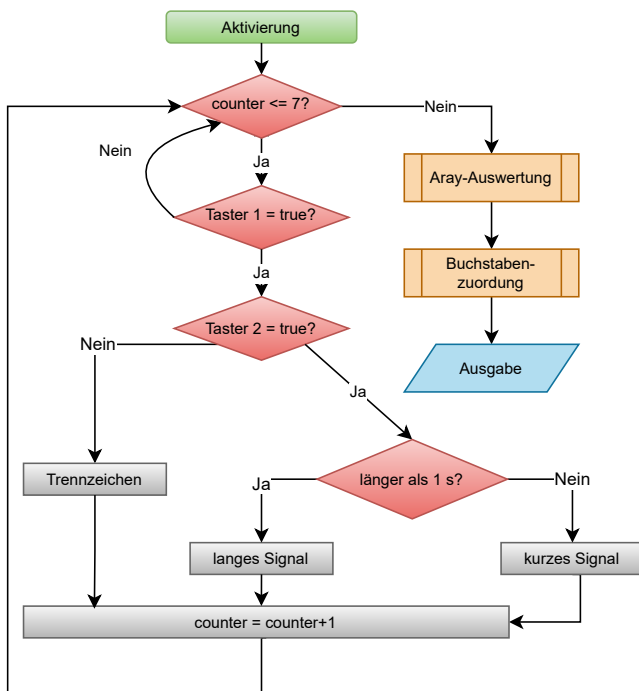 Aktivierung
counter <= 7?
Nein
Nein
Ja
Aray-Auswertung
Taster 1 = true?
Ja
Buchstaben-
zuordung
Taster 2 = true?
Nein
Ausgabe
Ja
Trennzeichen
länger als 1 s?
Ja
Nein
langes Signal
kurzes Signal
counter = counter+1